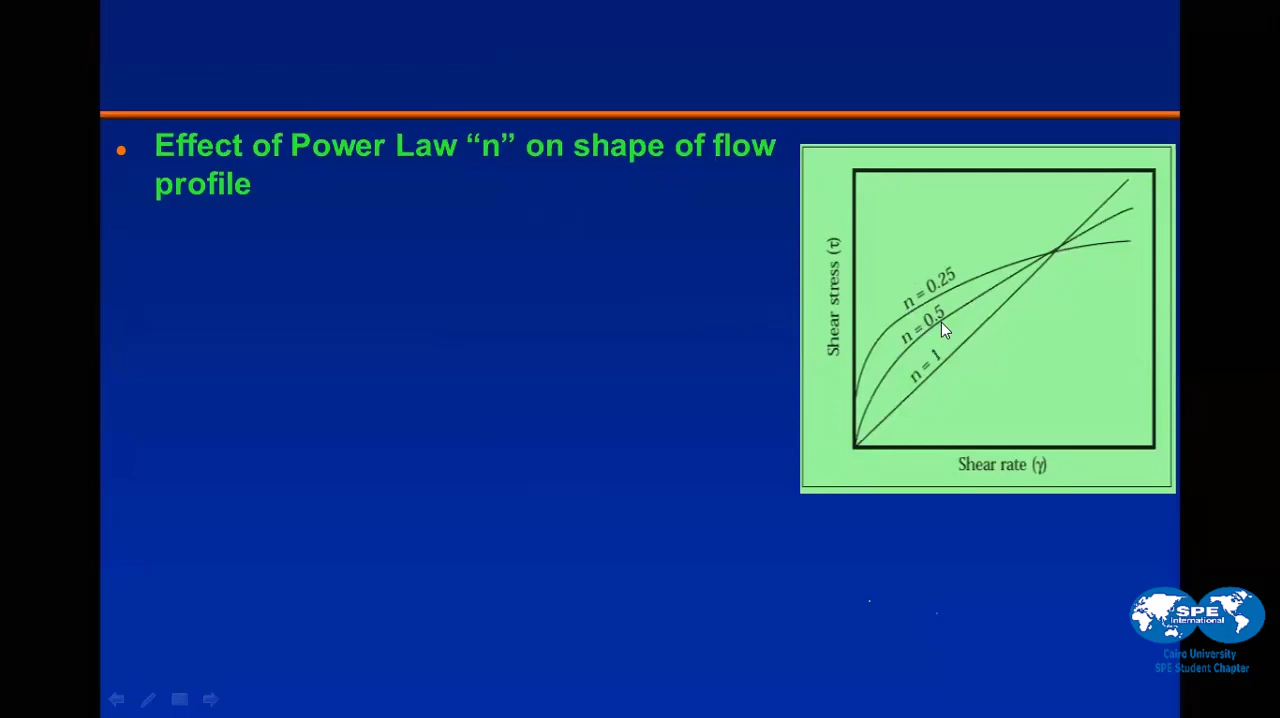 Effect of Power Law “n” on shape of flow
profile
Shear stress (τ)
n = 0.25
n = 0.5
n = 1
Shear rate (γ)
SPE
International
Cairo University
SPE Student Chapter